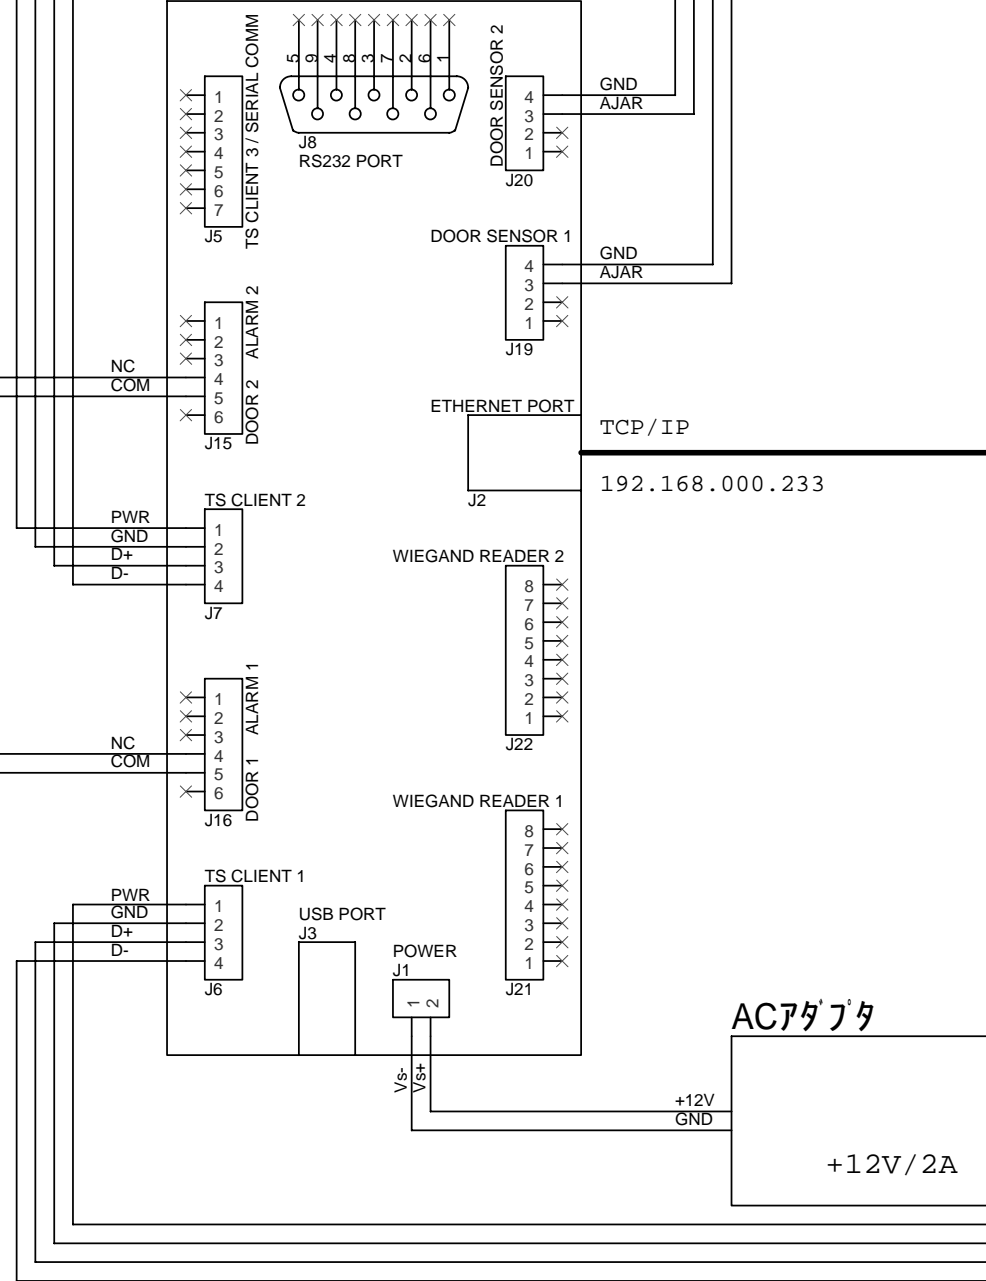 5 9 4 8 3 7 2 6 1
J8
RS232 PORT
TS CLIENT 3 / SERIAL COMM
1
2
3
4
5
6
7
J5
DOOR SENSOR 2
4
3
2
1
J20
GND
AJAR
DOOR SENSOR 1
4
3
2
1
J19
GND
AJAR
ALARM 2
DOOR 2
1
2
3
4
5
6
J15
NC
COM
ETHERNET PORT
J2
TCP/IP
192.168.000.233
TS CLIENT 2
1
2
3
4
J7
PWR
GND
D+
D-
WIEGAND READER 2
8
7
6
5
4
3
2
1
J22
ALARM 1
DOOR 1
1
2
3
4
5
6
J16
NC
COM
WIEGAND READER 1
8
7
6
5
4
3
2
1
J21
TS CLIENT 1
1
2
3
4
J6
PWR
GND
D+
D-
USB PORT
J3
POWER
J1
1 2
Vs- Vs+
ACアダプタ
+12V
GND
+12V/2A